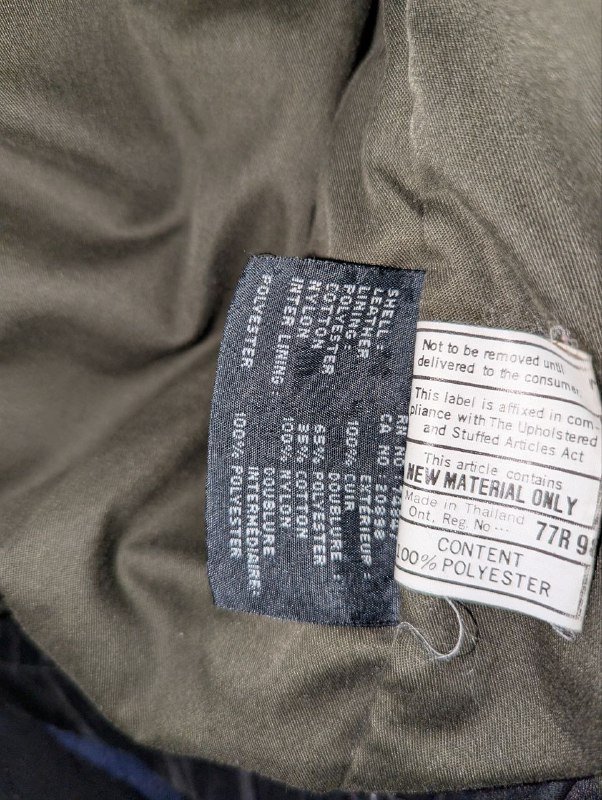 SHELL :
LEATHER
LINING :
POLYESTER
COTTON
NYLON
INTER LINING :
POLYESTER
RN NO
CA NO
EXTERIEUR :
100% CUIR
DOUBLURE :
65% POLYESTER
35% COTTON
100% NYLON
DOUBLURE
INTERMEDIAIRE:
100% POLYESTER
Not to be removed until
delivered to the consumer
This label is affixed in com-
pliance with The Upholstered
and Stuffed Articles Act
This article contains
NEW MATERIAL ONLY
Made in Thailand
Ont. Reg. No ... 77R 9
CONTENT
100% POLYESTER